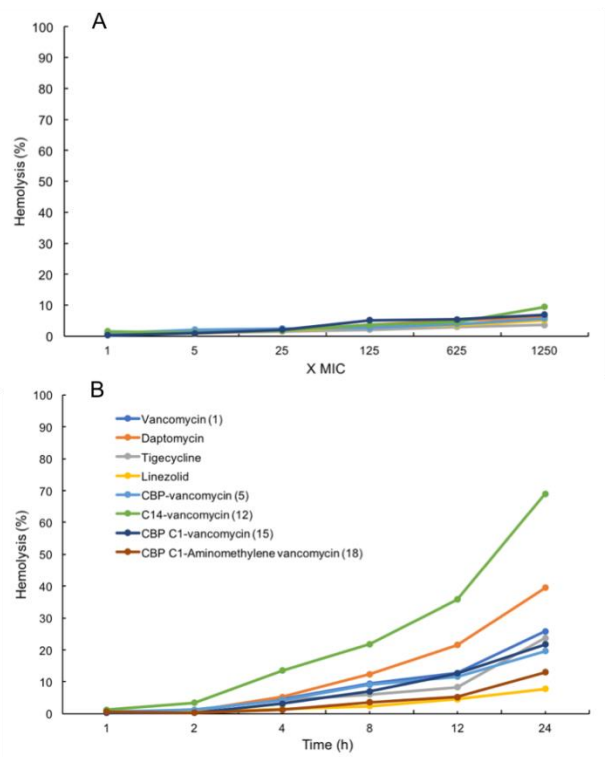 A
100
90
80
70
60
50
40
30
20
10
0
Hemolysis (%)
1 5 25 125 625 1250
X MIC
B
100
90
80
70
60
50
40
30
20
10
0
Hemolysis (%)
Vancomycin (1)
Daptomycin
Tigecycline
Linezolid
CBP-vancomycin (5)
C14-vancomycin (12)
CBP C1-vancomycin (15)
CBP C1-Aminomethylene vancomycin (18)
1 2 4 8 12 24
Time (h)